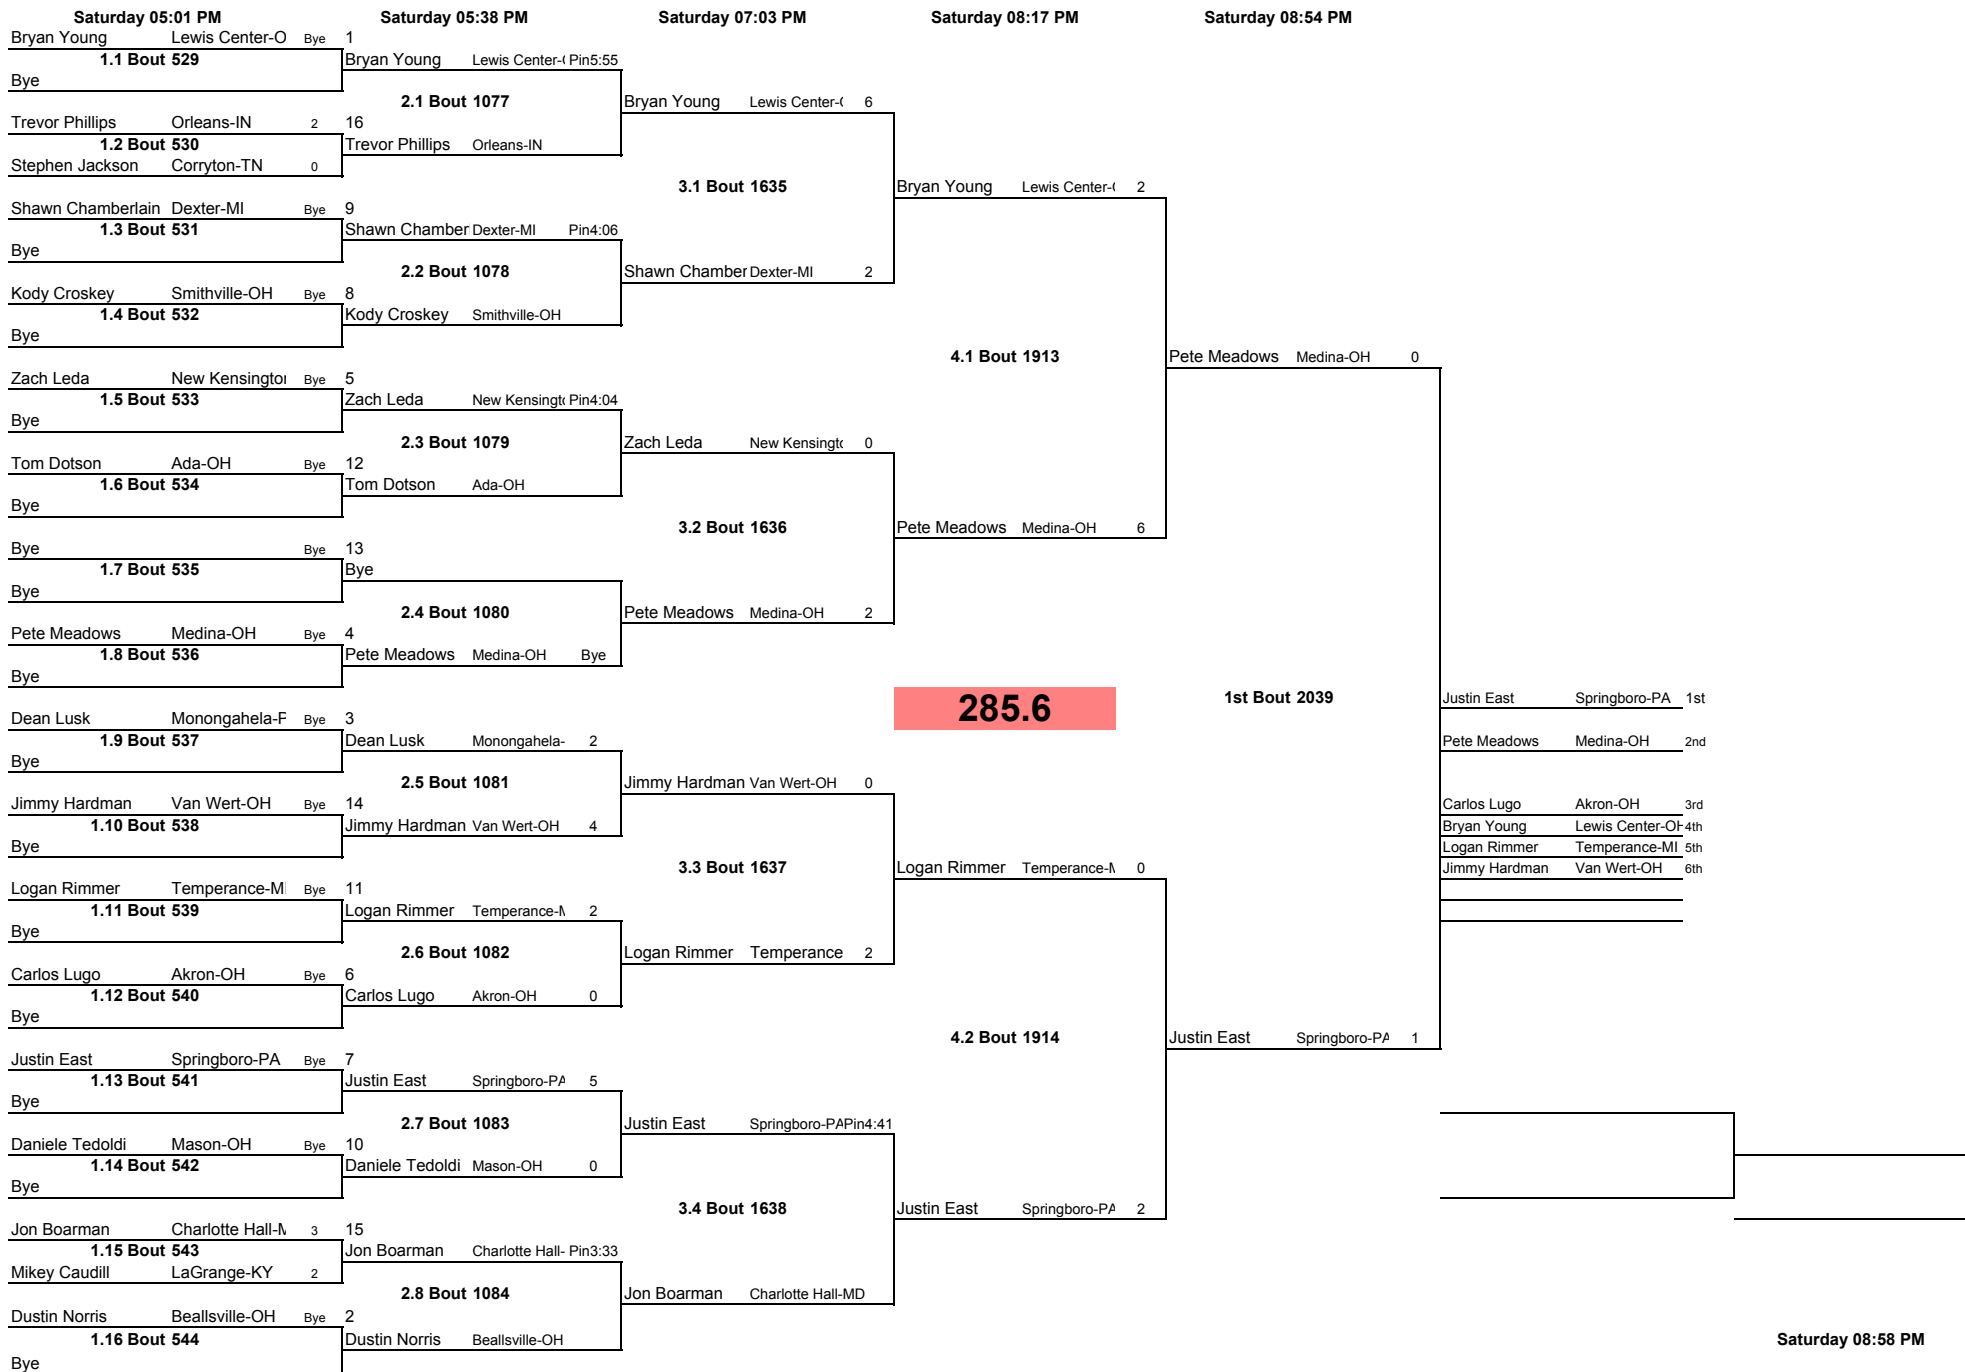 Saturday 05:01 PM Saturday 05:38 PM Saturday 07:03 PM Saturday 08:17 PM Saturday 08:54 PM
Bryan Young Lewis Center-O Bye 1
1.1 Bout 529 Bryan Young Lewis Center-( Pin5:55
Bye
2.1 Bout 1077 Bryan Young Lewis Center-( 6
Trevor Phillips Orleans-IN 2 16
1.2 Bout 530 Trevor Phillips Orleans-IN
Stephen Jackson Corryton-TN 0
3.1 Bout 1635 Bryan Young Lewis Center-( 2
Shawn Chamberlain Dexter-MI Bye 9
1.3 Bout 531 Shawn Chamber Dexter-MI Pin4:06
Bye
2.2 Bout 1078 Shawn Chamber Dexter-MI 2
Kody Croskey Smithville-OH Bye 8
1.4 Bout 532 Kody Croskey Smithville-OH
Bye
4.1 Bout 1913 Pete Meadows Medina-OH 0
Zach Leda New Kensington Bye 5
1.5 Bout 533 Zach Leda New Kensingto Pin4:04
Bye
2.3 Bout 1079 Zach Leda New Kensingto 0
Tom Dotson Ada-OH Bye 12
1.6 Bout 534 Tom Dotson Ada-OH
Bye
3.2 Bout 1636 Pete Meadows Medina-OH 6
Bye Bye 13
1.7 Bout 535 Bye
Bye
2.4 Bout 1080 Pete Meadows Medina-OH 2
Pete Meadows Medina-OH Bye 4
1.8 Bout 536 Pete Meadows Medina-OH Bye
Bye
285.6 1st Bout 2039 Justin East Springboro-PA 1st
Dean Lusk Monongahela-P Bye 3
1.9 Bout 537 Dean Lusk Monongahela- 2 Pete Meadows Medina-OH 2nd
Bye
2.5 Bout 1081 Jimmy Hardman Van Wert-OH 0
Jimmy Hardman Van Wert-OH Bye 14 Carlos Lugo Akron-OH 3rd
1.10 Bout 538 Jimmy Hardman Van Wert-OH 4 Bryan Young Lewis Center-OH 4th
Bye Logan Rimmer Temperance-MI 5th
3.3 Bout 1637 Logan Rimmer Temperance-M 0 Jimmy Hardman Van Wert-OH 6th
Logan Rimmer Temperance-MI Bye 11
1.11 Bout 539 Logan Rimmer Temperance-M 2
Bye
2.6 Bout 1082 Logan Rimmer Temperance 2
Carlos Lugo Akron-OH Bye 6
1.12 Bout 540 Carlos Lugo Akron-OH 0
Bye
4.2 Bout 1914 Justin East Springboro-PA 1
Justin East Springboro-PA Bye 7
1.13 Bout 541 Justin East Springboro-PA 5
Bye
2.7 Bout 1083 Justin East Springboro-PA Pin4:41
Daniele Tedoldi Mason-OH Bye 10
1.14 Bout 542 Daniele Tedoldi Mason-OH 0
Bye
3.4 Bout 1638 Justin East Springboro-PA 2
Jon Boarman Charlotte Hall-M 3 15
1.15 Bout 543 Jon Boarman Charlotte Hall- Pin3:33
Mikey Caudill LaGrange-KY 2
2.8 Bout 1084 Jon Boarman Charlotte Hall-MD
Dustin Norris Beallsville-OH Bye 2
1.16 Bout 544 Dustin Norris Beallsville-OH Saturday 08:58 PM
Bye